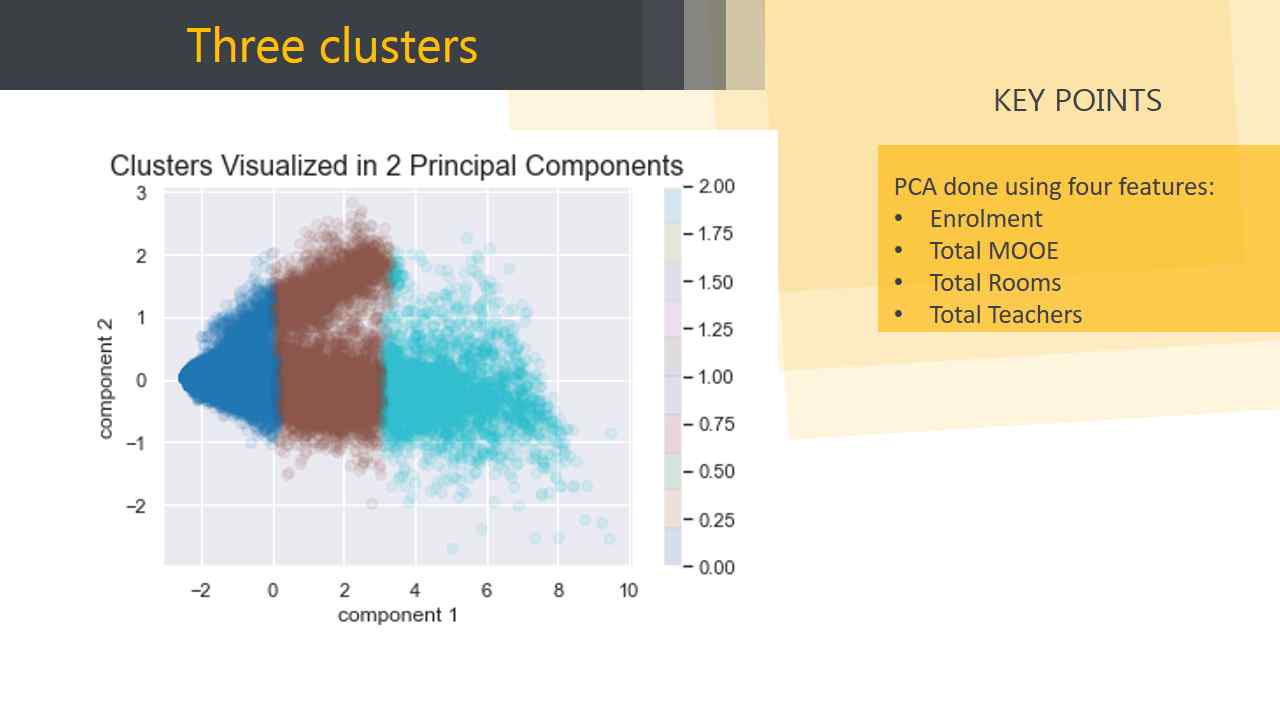 Three clusters
KEY POINTS
PCA done using four features:
• Enrolment
• Total MOOE
• Total Rooms
• Total Teachers
Clusters Visualized in 2 Principal Components
3
2
1
0
−1
−2
component 2
−2 0 2 4 6 8 10
component 1
2.00
1.75
1.50
1.25
1.00
0.75
0.50
0.25
0.00